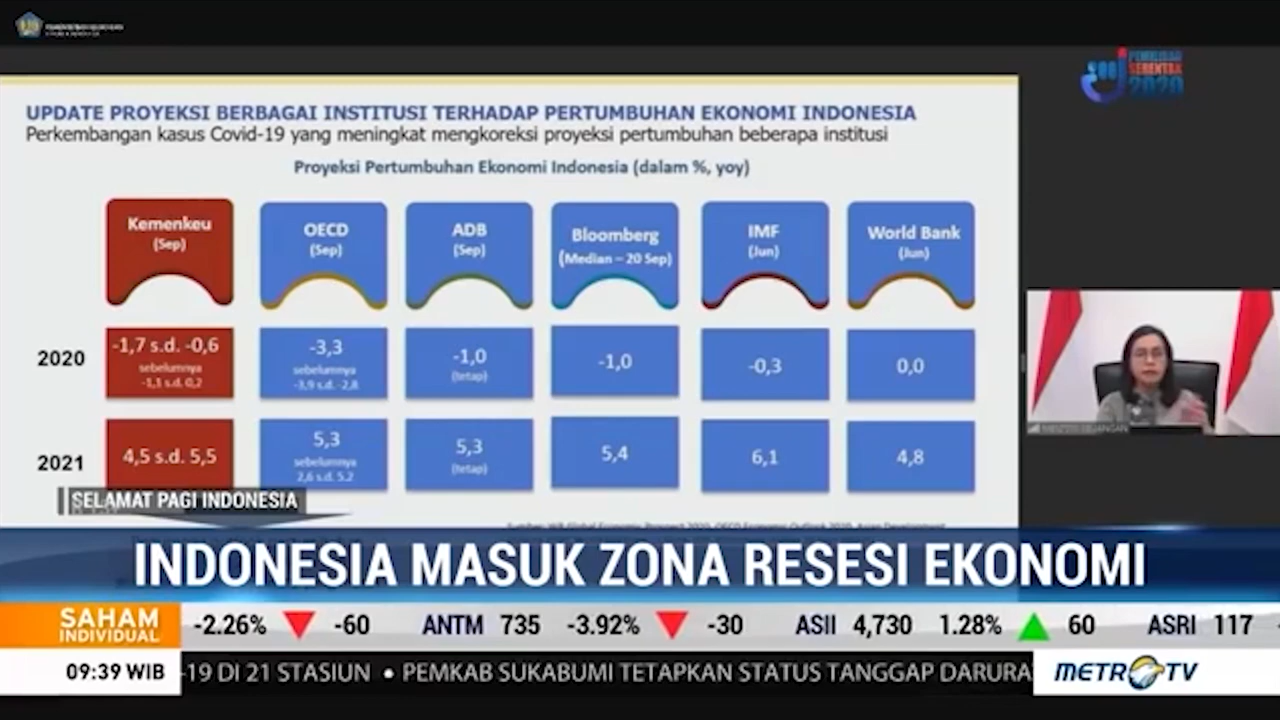 PEMILIHAN
SERENTAK
2020
UPDATE PROYEKSI BERBAGAI INSTITUSI TERHADAP PERTUMBUHAN EKONOMI INDONESIA
Perkembangan kasus Covid-19 yang meningkat mengkoreksi proyeksi pertumbuhan beberapa institusi
Proyeksi Pertumbuhan Ekonomi Indonesia (dalam %, yoy)
Kemenkeu
(Sep)
OECD
(Sep)
ADB
(Sep)
Bloomberg
(Median – 20 Sep)
IMF
(Jun)
World Bank
(Jun)
2020
-1,7 s.d. -0,6
sebelumnya
-1,1 s.d. 0,2
-3,3
sebelumnya
-3,9 s.d. -2,8
-1,0
(tetap)
-1,0
-0,3
0,0
2021
4,5 s.d. 5,5
5,3
sebelumnya
2,6 s.d. 5.2
5,3
(tetap)
5,4
6,1
4,8
SELAMAT PAGI INDONESIA
INDONESIA MASUK ZONA RESESI EKONOMI
SAHAM
INDIVIDUAL
-2.26% -60 ANTM 735 -3.92% -30 ASII 4,730 1.28% 60 ASRI 117
09:39 WIB
-19 DI 21 STASIUN • PEMKAB SUKABUMI TETAPKAN STATUS TANGGAP DARURA
METRO TV